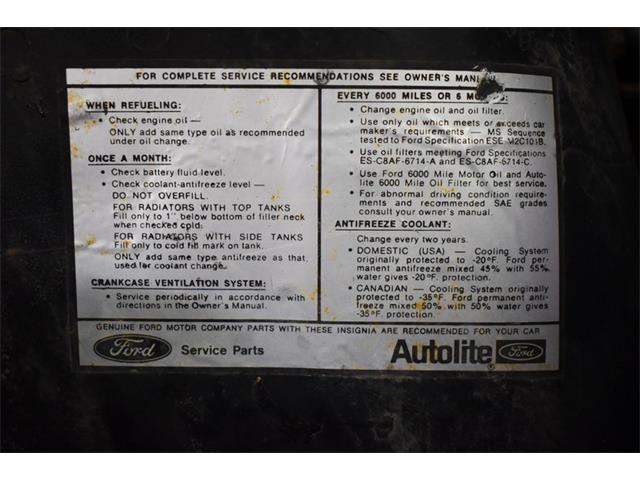 FOR COMPLETE SERVICE RECOMMENDATIONS SEE OWNER'S
WHEN REFUELING:
• Check engine oil —
ONLY add same type oil as recommended
under oil change.
ONCE A MONTH:
• Check battery fluid level.
• Check coolant-antifreeze level —
DO NOT OVERFILL.
FOR RADIATORS WITH TOP TANKS
Fill only to 1" below bottom of filler neck
when checked cold.
FOR RADIATORS WITH SIDE TANKS
Fill only to cold fill mark on tank.
ONLY add same type antifreeze as that
used for coolant change.
CRANKCASE VENTILATION SYSTEM:
• Service periodically in accordance with
directions in the Owner's Manual.
EVERY 6000 MILES OR 6
• Change engine oil and oil filter.
• Use only oil which meets or exceeds car
maker's requirements — MS Sequence
tested to Ford Specification ESE M2C101B.
• Use oil filters meeting Ford Specifications
ES-C8AF-6714-A and ES-C8AF-6714-C.
• Use Ford 6000 Mile Motor Oil and Auto-
lite 6000 Mile Oil Filter for best service.
• For abnormal driving condition require-
ments and recommended SAE grades
consult your owner's manual.
ANTIFREEZE COOLANT:
Change every two years.
• DOMESTIC (USA) — Cooling System
originally protected to -20°F. Ford per-
manent antifreeze mixed 45% with 55%
water gives -20°F. protection.
• CANADIAN — Cooling System originally
protected to -35°F. Ford permanent anti-
freeze mixed 50% with 50% water gives
-35°F. protection.
GENUINE FORD MOTOR COMPANY PARTS WITH THESE INSIGNIA ARE RECOMMENDED FOR YOUR CAR
Ford Service Parts
Autolite® Ford